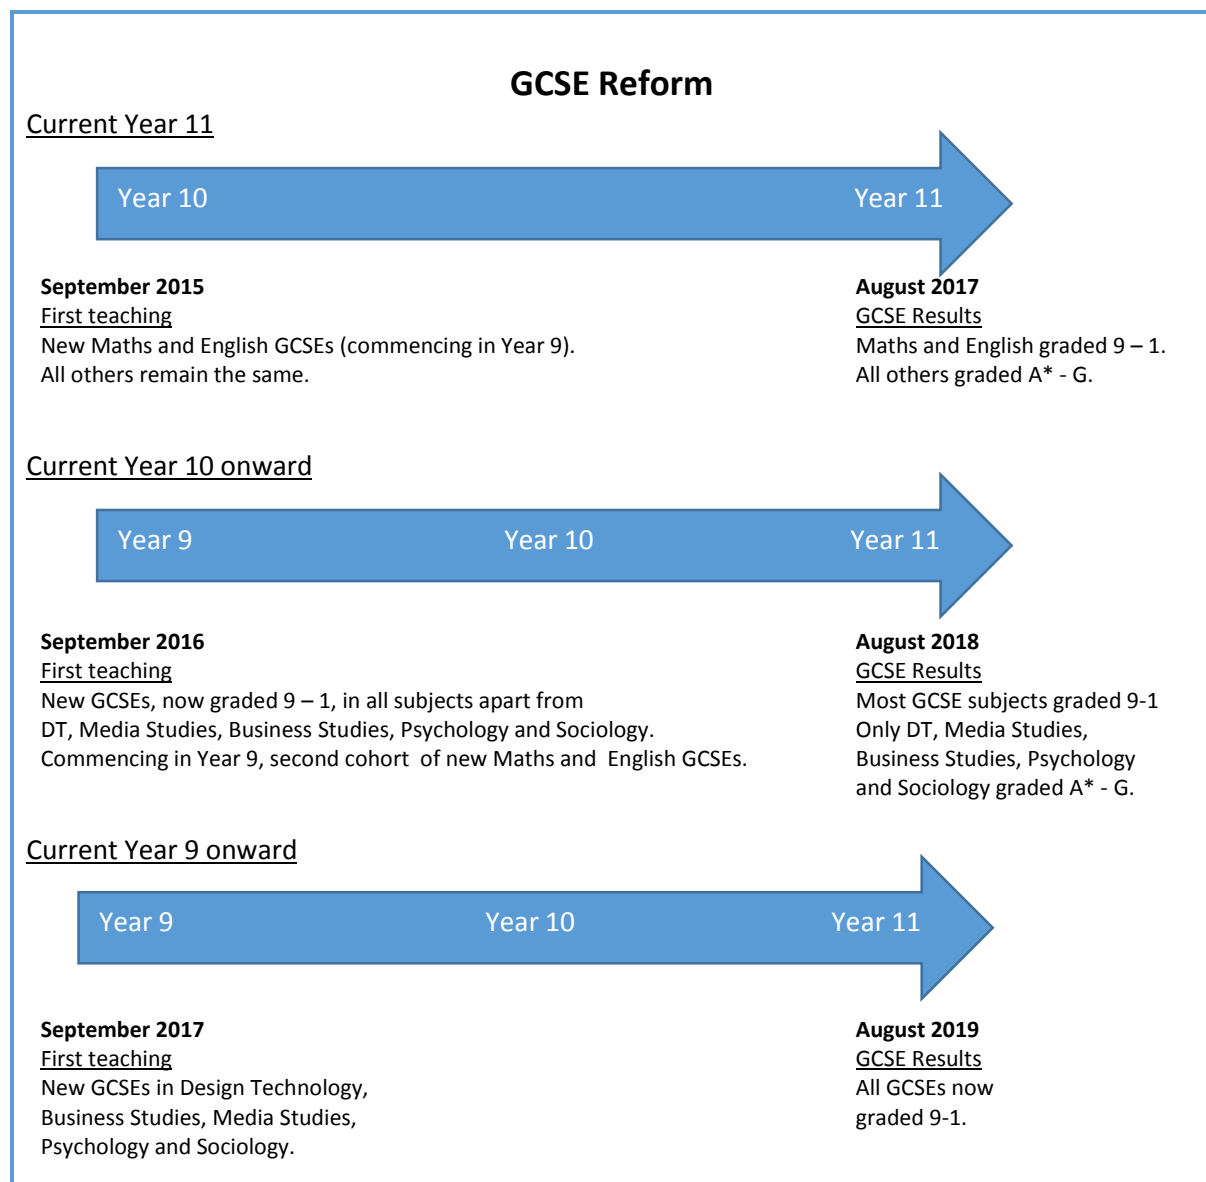 GCSE Reform
Current Year 11
Year 10 Year 11
September 2015
First teaching
New Maths and English GCSEs (commencing in Year 9).
All others remain the same.
August 2017
GCSE Results
Maths and English graded 9 – 1.
All others graded A* - G.
Current Year 10 onward
Year 9 Year 10 Year 11
September 2016
First teaching
New GCSEs, now graded 9 – 1, in all subjects apart from
DT, Media Studies, Business Studies, Psychology and Sociology.
Commencing in Year 9, second cohort of new Maths and English GCSEs.
August 2018
GCSE Results
Most GCSE subjects graded 9-1
Only DT, Media Studies,
Business Studies, Psychology
and Sociology graded A* - G.
Current Year 9 onward
Year 9 Year 10 Year 11
September 2017
First teaching
New GCSEs in Design Technology,
Business Studies, Media Studies,
Psychology and Sociology.
August 2019
GCSE Results
All GCSEs now
graded 9-1.